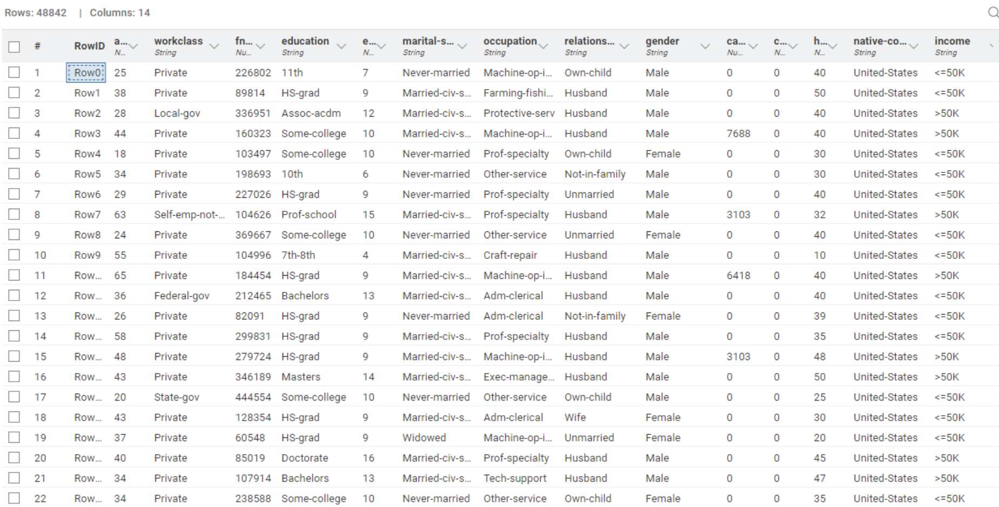 Rows: 48842 | Columns: 14
# RowID a... workclass fn... education e... marital-s... occupation relations... gender ca... c... h... native-co... income
N... String Nu... String N... String String String String Nu... N... N... String String
1 Row0 25 Private 226802 11th 7 Never-married Machine-op-i... Own-child Male 0 0 40 United-States <=50K
2 Row1 38 Private 89814 HS-grad 9 Married-civ-s... Farming-fishi... Husband Male 0 0 50 United-States <=50K
3 Row2 28 Local-gov 336951 Assoc-acdm 12 Married-civ-s... Protective-serv Husband Male 0 0 40 United-States >50K
4 Row3 44 Private 160323 Some-college 10 Married-civ-s... Machine-op-i... Husband Male 7688 0 40 United-States >50K
5 Row4 18 Private 103497 Some-college 10 Never-married Prof-specialty Own-child Female 0 0 30 United-States <=50K
6 Row5 34 Private 198693 10th 6 Never-married Other-service Not-in-family Male 0 0 30 United-States <=50K
7 Row6 29 Private 227026 HS-grad 9 Never-married Prof-specialty Unmarried Male 0 0 40 United-States <=50K
8 Row7 63 Self-emp-not-... 104626 Prof-school 15 Married-civ-s... Prof-specialty Husband Male 3103 0 32 United-States >50K
9 Row8 24 Private 369667 Some-college 10 Never-married Other-service Unmarried Female 0 0 40 United-States <=50K
10 Row9 55 Private 104996 7th-8th 4 Married-civ-s... Craft-repair Husband Male 0 0 10 United-States <=50K
11 Row... 65 Private 184454 HS-grad 9 Married-civ-s... Machine-op-i... Husband Male 6418 0 40 United-States >50K
12 Row... 36 Federal-gov 212465 Bachelors 13 Married-civ-s... Adm-clerical Husband Male 0 0 40 United-States <=50K
13 Row... 26 Private 82091 HS-grad 9 Never-married Adm-clerical Not-in-family Female 0 0 39 United-States <=50K
14 Row... 58 Private 299831 HS-grad 9 Married-civ-s... Prof-specialty Husband Male 0 0 35 United-States <=50K
15 Row... 48 Private 279724 HS-grad 9 Married-civ-s... Machine-op-i... Husband Male 3103 0 48 United-States >50K
16 Row... 43 Private 346189 Masters 14 Married-civ-s... Exec-manage... Husband Male 0 0 50 United-States >50K
17 Row... 20 State-gov 444554 Some-college 10 Never-married Other-service Own-child Male 0 0 25 United-States <=50K
18 Row... 43 Private 128354 HS-grad 9 Married-civ-s... Adm-clerical Wife Female 0 0 30 United-States <=50K
19 Row... 37 Private 60548 HS-grad 9 Widowed Machine-op-i... Unmarried Female 0 0 20 United-States <=50K
20 Row... 40 Private 85019 Doctorate 16 Married-civ-s... Prof-specialty Husband Male 0 0 45 United-States >50K
21 Row... 34 Private 107914 Bachelors 13 Married-civ-s... Tech-support Husband Male 0 0 47 United-States >50K
22 Row... 34 Private 238588 Some-college 10 Never-married Other-service Own-child Female 0 0 35 United-States <=50K